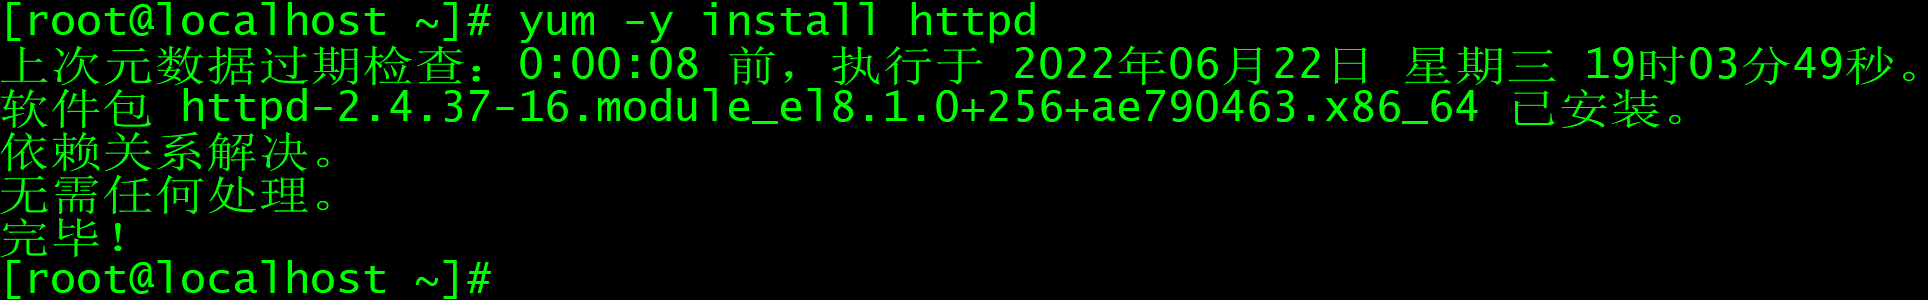 [root@localhost ~]# yum -y install httpd
上次元数据过期检查：0:00:08 前，执行于 2022年06月22日 星期三 19时03分49秒。
软件包 httpd-2.4.37-16.module_el8.1.0+256+ae790463.x86_64 已安装。
依赖关系解决。
无需任何处理。
完毕！
[root@localhost ~]#